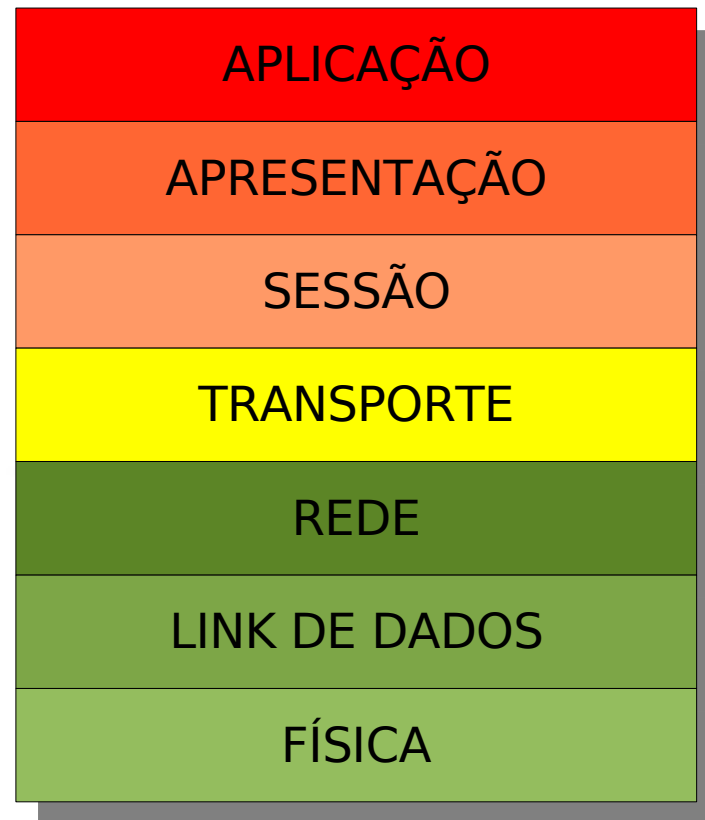 APLICAÇÃO
APRESENTAÇÃO
SESSÃO
TRANSPORTE
REDE
LINK DE DADOS
FÍSICA